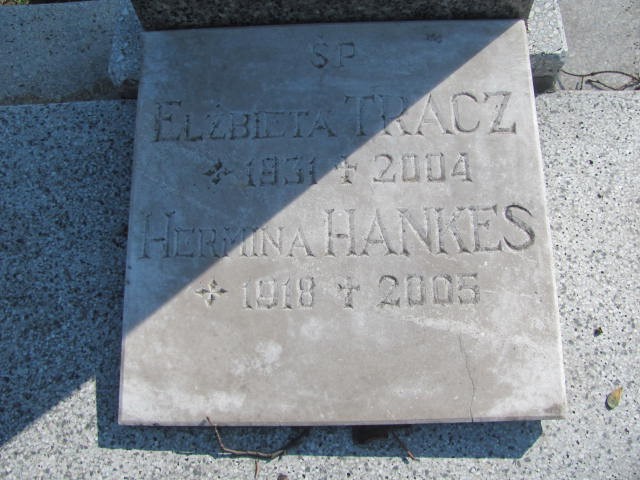 ŚP
Elżbieta TRACZ
1931 2004
Hermina HANKES
1918 2005